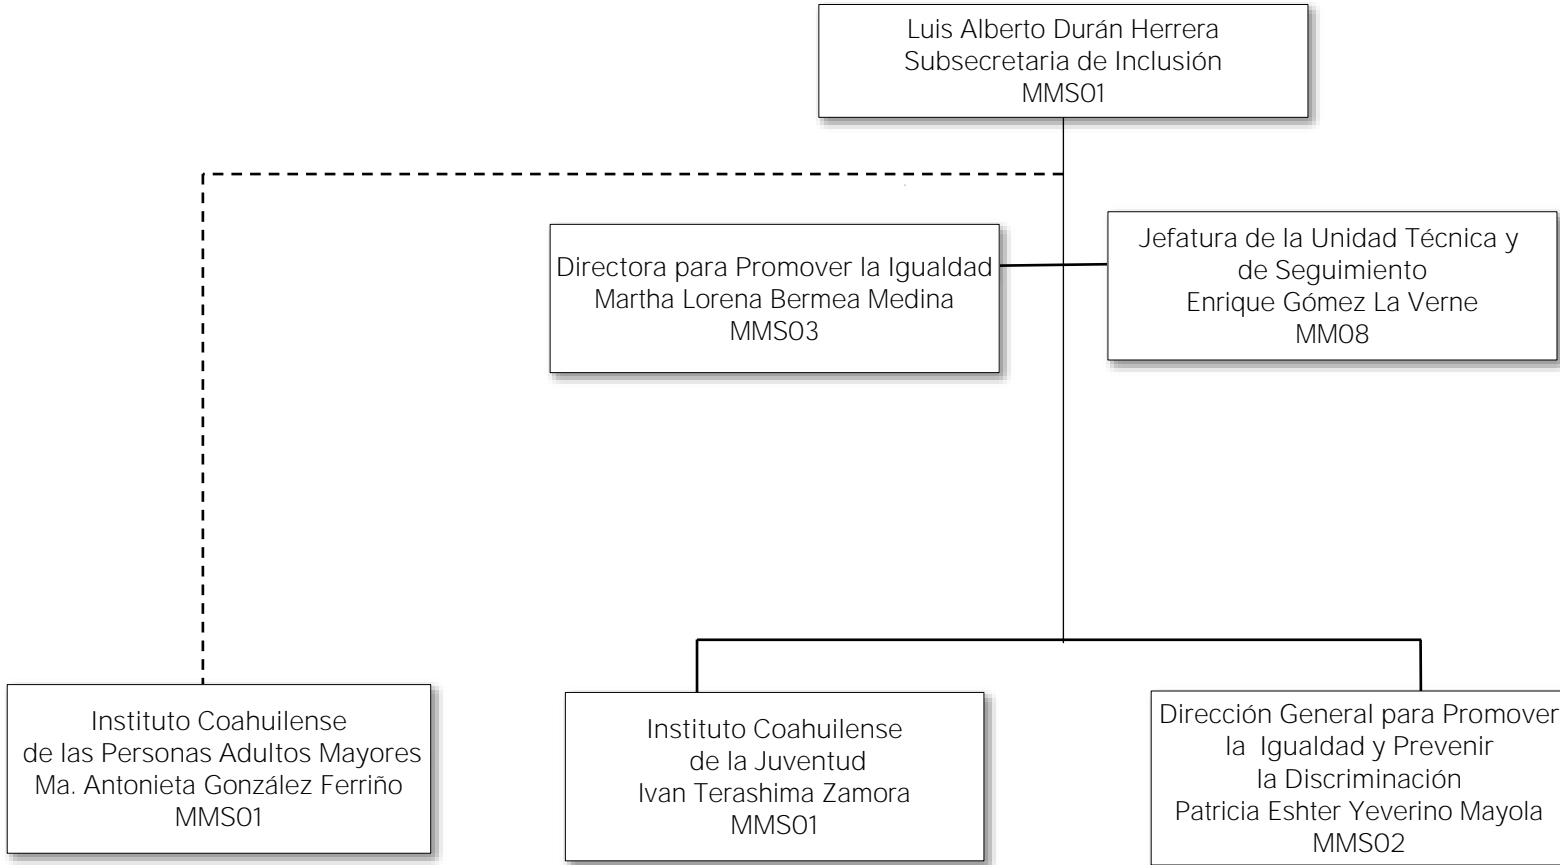 Luis Alberto Durán Herrera
Subsecretaria de Inclusión
MMS01
Directora para Promover la Igualdad
Martha Lorena Bermea Medina
MMS03
Jefatura de la Unidad Técnica y
de Seguimiento
Enrique Gómez La Verne
MM08
Instituto Coahuilense
de las Personas Adultos Mayores
Ma. Antonieta González Ferriño
MMS01
Instituto Coahuilense
de la Juventud
Ivan Terashima Zamora
MMS01
Dirección General para Promover
la Igualdad y Prevenir
la Discriminación
Patricia Eshter Yeverino Mayola
MMS02